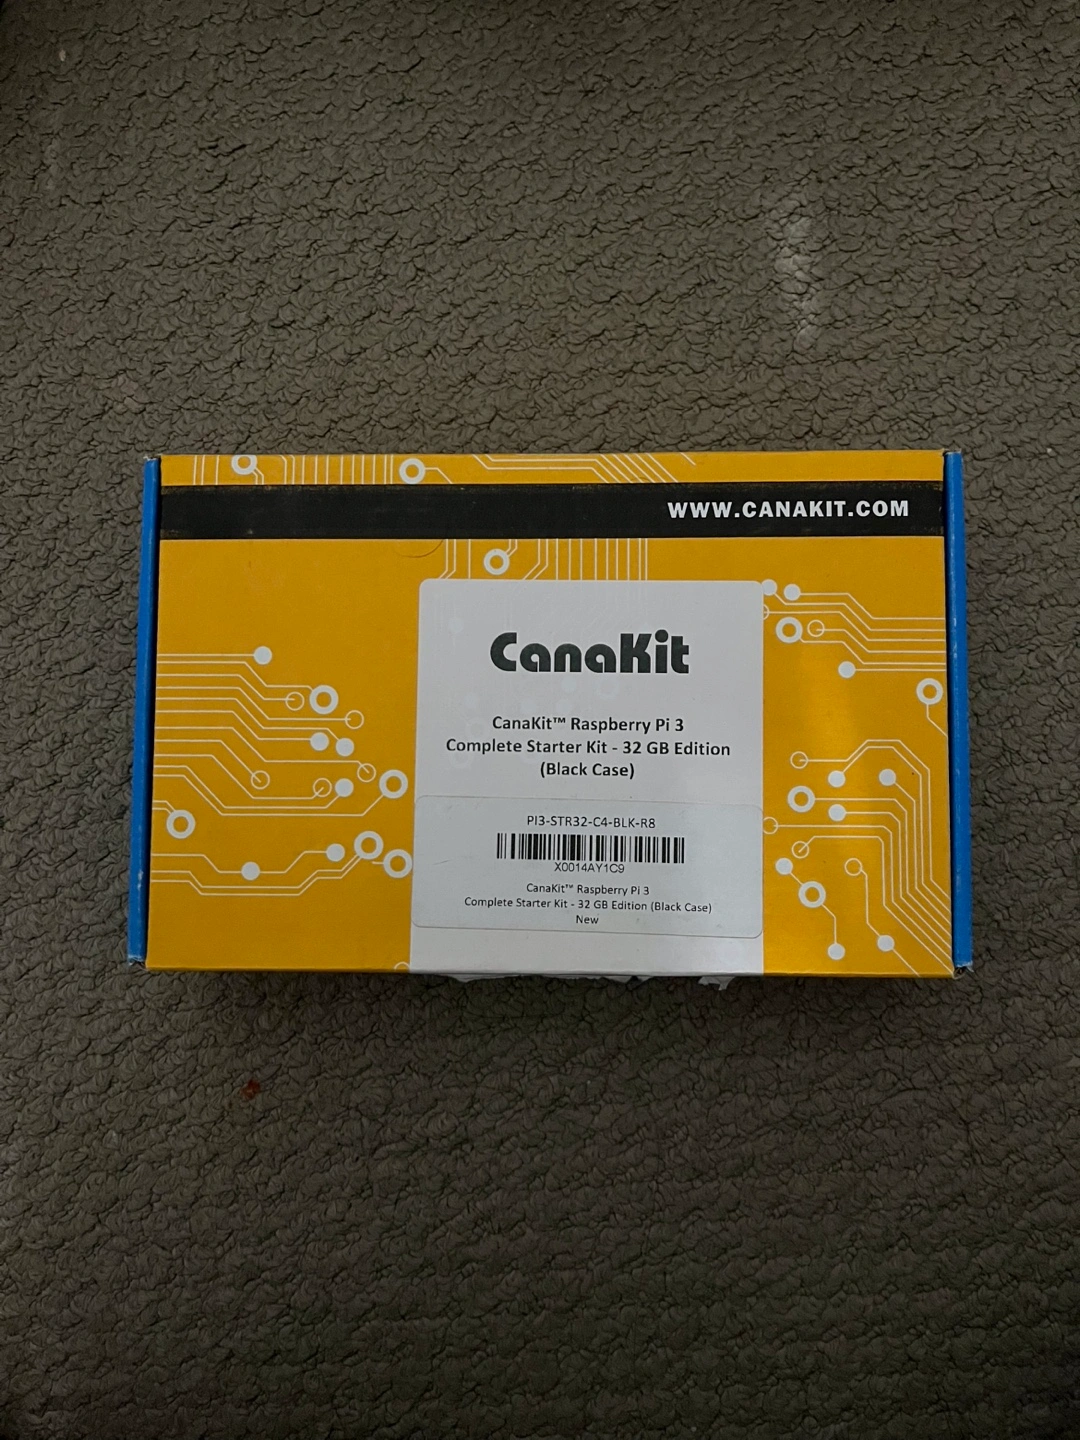 WWW.CANAKIT.COM
CanaKit
CanaKit™ Raspberry Pi 3
Complete Starter Kit - 32 GB Edition
(Black Case)
PI3-STR32-C4-BLK-R8
X0014AY1C9
CanaKit™ Raspberry Pi 3
Complete Starter Kit - 32 GB Edition (Black Case)
New